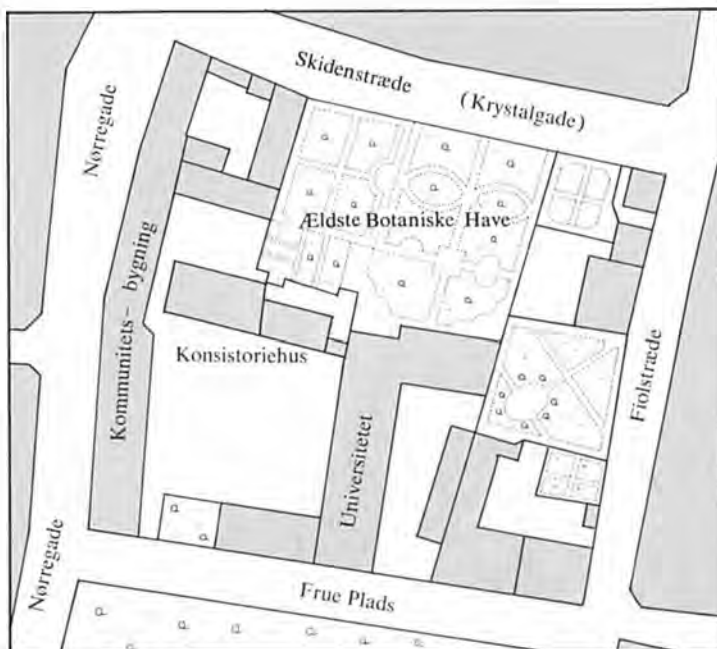 Skidenstræde (Krystalgade)
Nørregade
Ældste Botaniske Have
Kommunitets- bygning
Konsistoriehus
Fiolstræde
Universitetet
Nørregade
Frue Plads